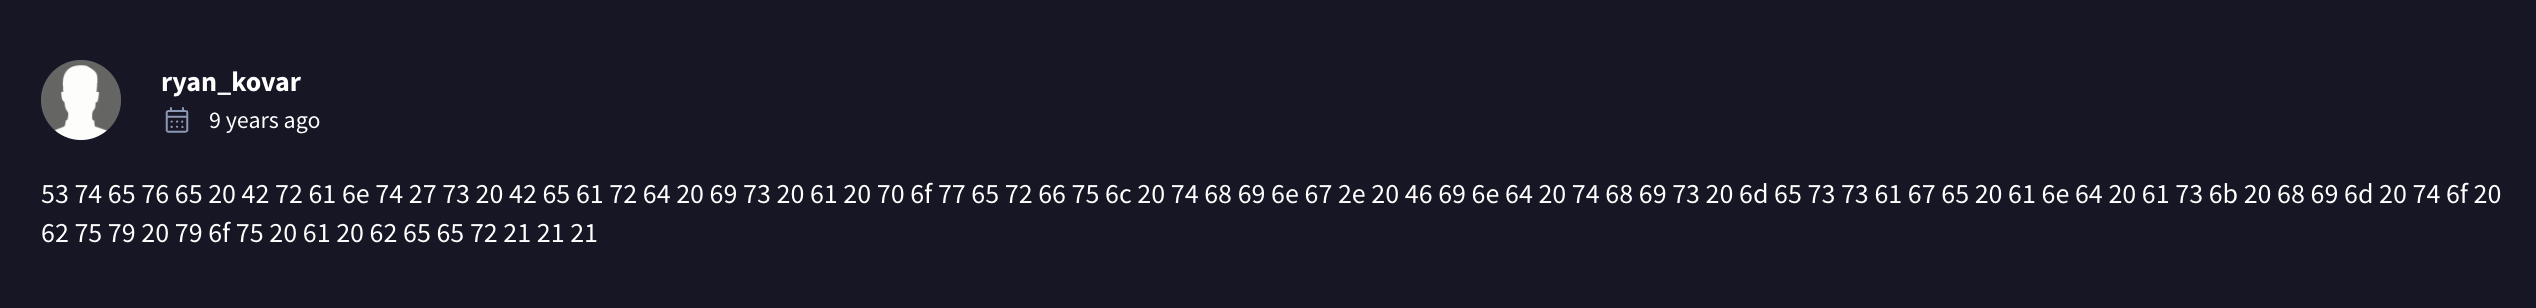 ryan_kovar
9 years ago
53 74 65 76 65 20 42 72 61 6e 74 27 73 20 42 65 61 72 64 20 69 73 20 61 20 70 6f 77 65 72 66 75 6c 20 74 68 69 6e 67 2e 20 46 69 6e 64 20 74 68 69 73 20 6d 65 73 73 61 67 65 20 61 6e 64 20 61 73 6b 20 68 69 6d 20 74 6f 20
62 75 79 20 79 6f 75 20 61 20 62 65 65 72 21 21 21